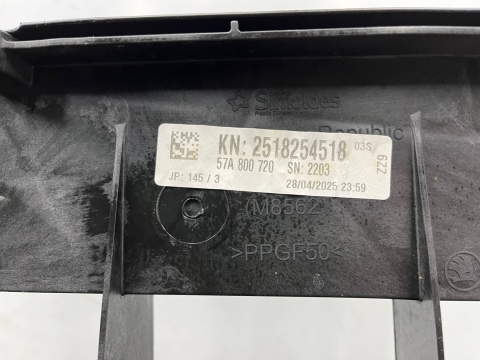 Simoldes
Republic
KN: 2518254518 03S
57A 800 720 SN: 2203
6ZZ
JP: 145 / 3
28/04/2025 23:59
(M8562
>PPGF50<